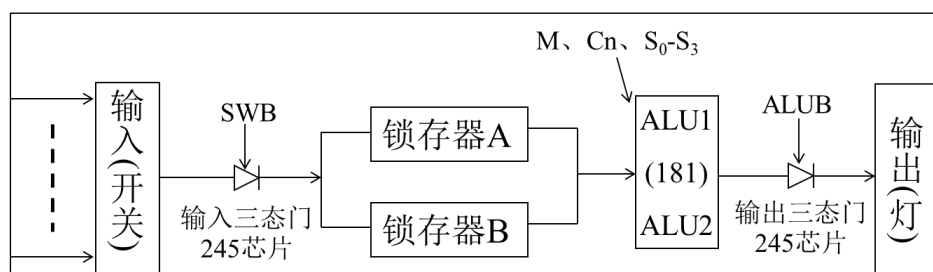 M、Cn、S₀-S₃
输入(开关)
SWB
输入三态门
245芯片
锁存器A
锁存器B
ALU1
(181)
ALU2
ALUB
输出三态门
245芯片
输出(灯)